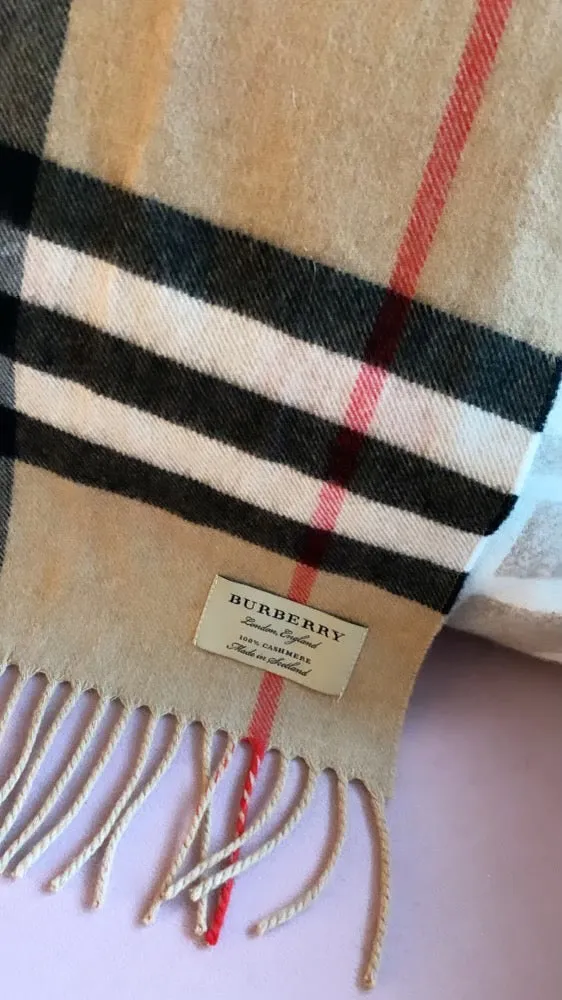 BURBERRY
London, England
100% CASHMERE
Made in Scotland